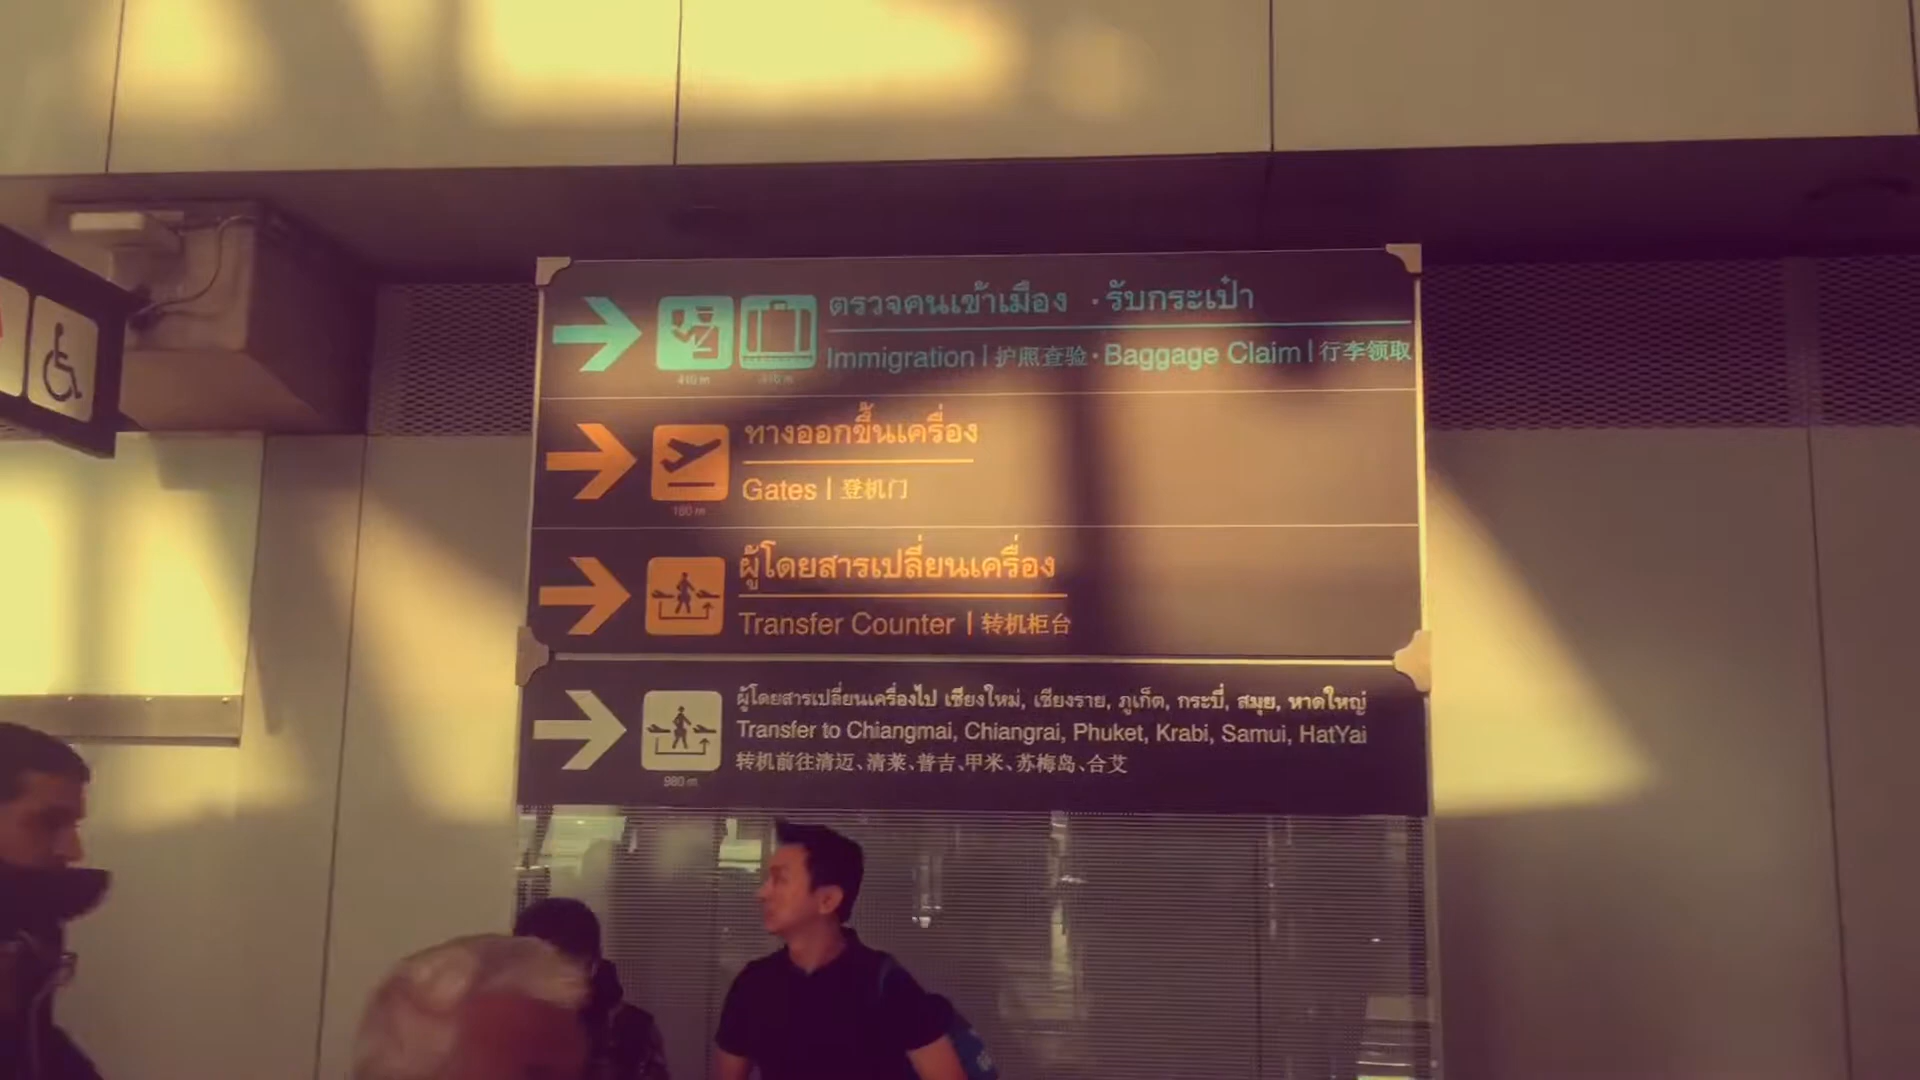 ตรวจคนเข้าเมือง · รับกระเป๋า
Immigration | 护照查验 · Baggage Claim | 行李领取
ทางออกขึ้นเครื่อง
Gates | 登机门
180 m
ผู้โดยสารเปลี่ยนเครื่อง
Transfer Counter | 转机柜台
ผู้โดยสารเปลี่ยนเครื่องไป เชียงใหม่, เชียงราย, ภูเก็ต, กระบี่, สมุย, หาดใหญ่
Transfer to Chiangmai, Chiangrai, Phuket, Krabi, Samui, HatYai
转机前往清迈、清莱、普吉、甲米、苏梅岛、合艾
980 m